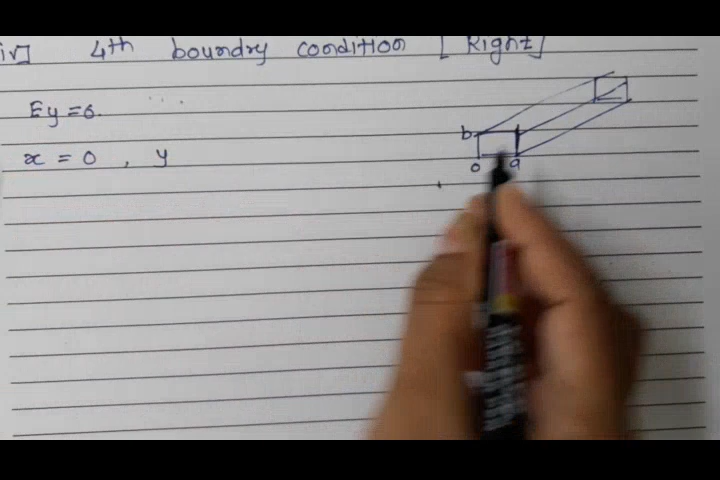 iv] 4th boundry condition [ Right]
Ey = 0.
x = 0 , y
b
0 a